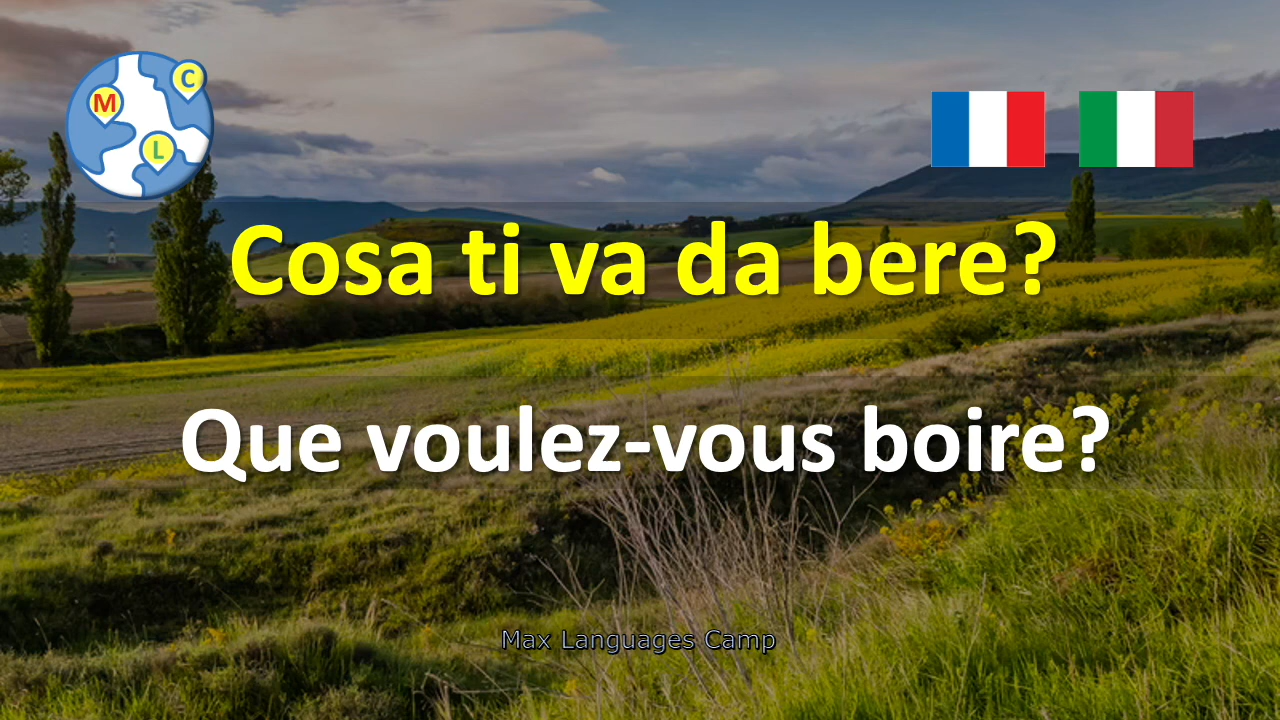 M
C
L
Cosa ti va da bere?
Que voulez-vous boire?
Max Languages Camp